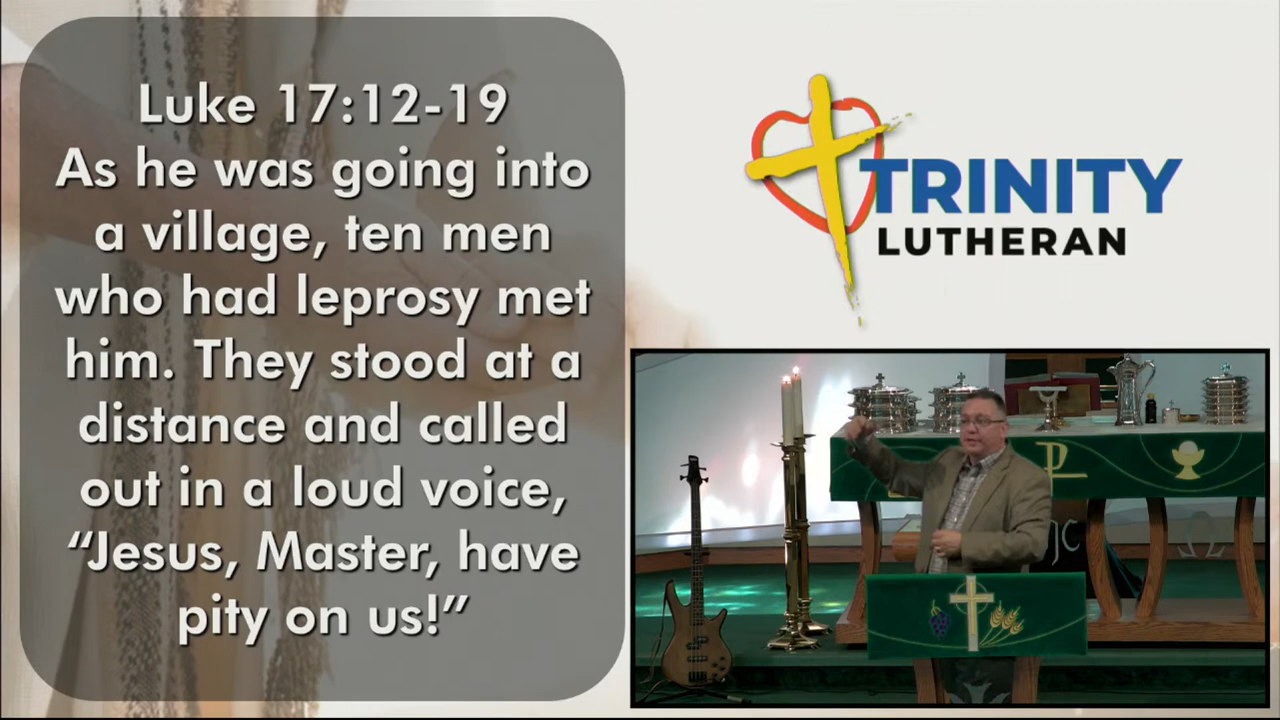 Luke 17:12-19
As he was going into
a village, ten men
who had leprosy met
him. They stood at a
distance and called
out in a loud voice,
“Jesus, Master, have
pity on us!”
TRINITY
LUTHERAN